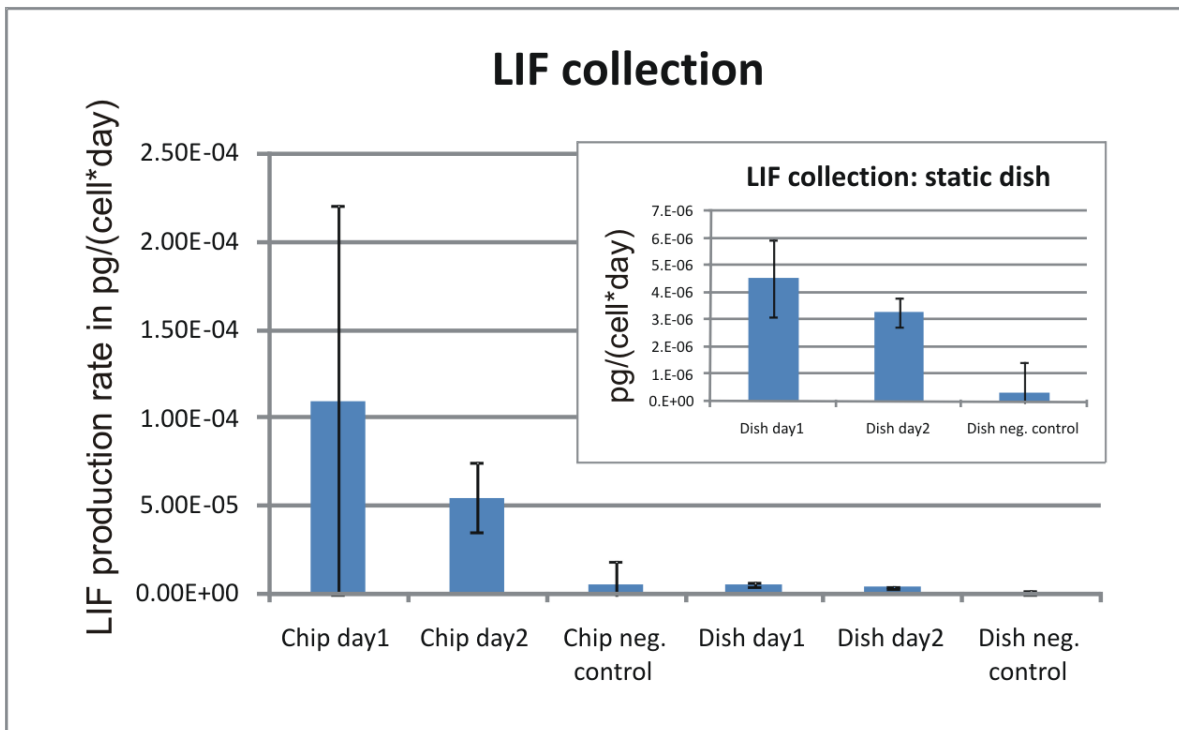 LIF collection
LIF production rate in pg/(cell*day)
2.50E-04
2.00E-04
1.50E-04
1.00E-04
5.00E-05
0.00E+00
Chip day1
Chip day2
Chip neg.
control
Dish day1
Dish day2
Dish neg.
control
LIF collection: static dish
pg/(cell*day)
7.E-06
6.E-06
5.E-06
4.E-06
3.E-06
2.E-06
1.E-06
0.E+00
Dish day1
Dish day2
Dish neg. control